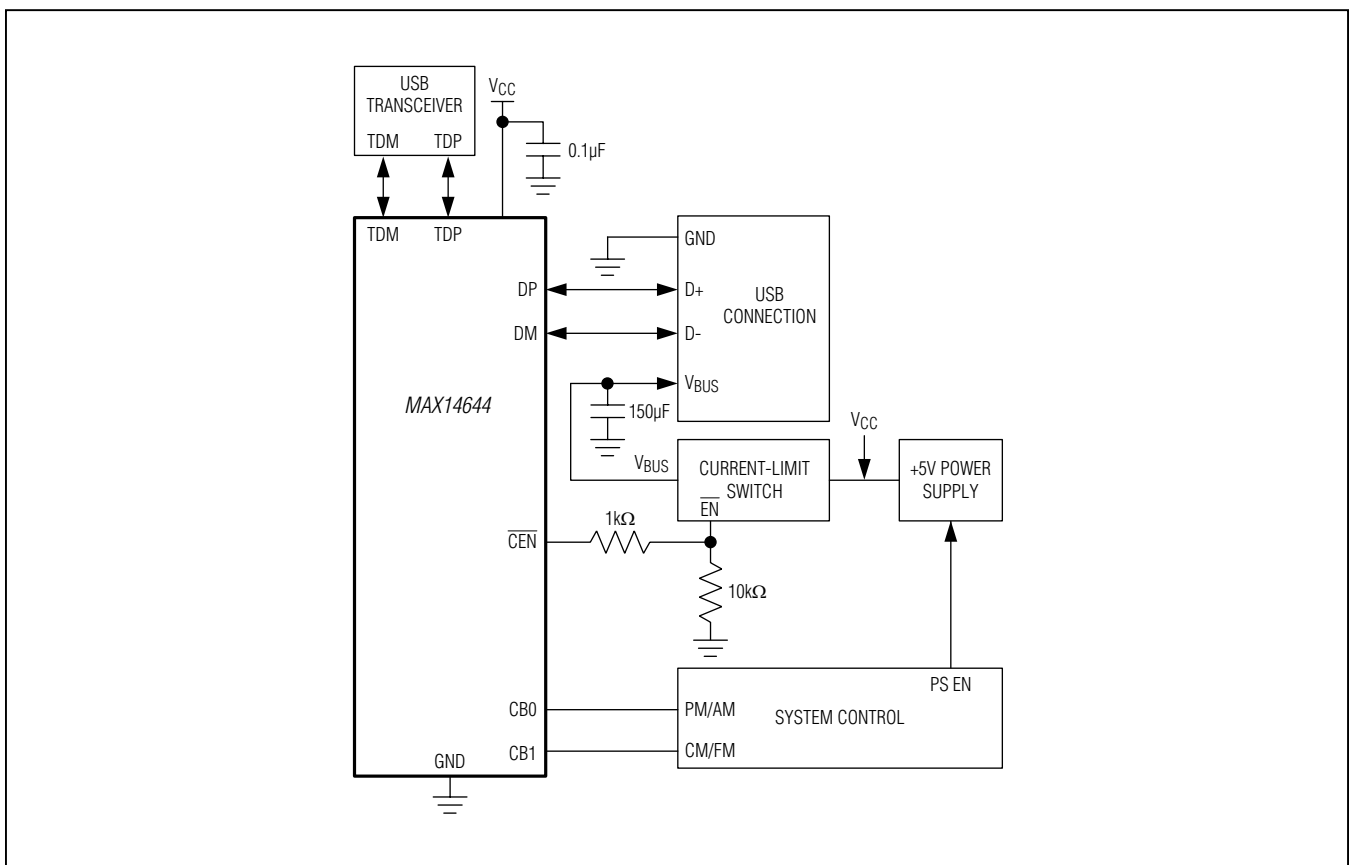 USB
TRANSCEIVER
TDM TDP
VCC
0.1µF
TDM TDP
MAX14644
DP
DM
GND
D+
D-
USB
CONNECTION
VBUS
150µF
VBUS
CURRENT-LIMIT
SWITCH
EN
VCC
+5V POWER
SUPPLY
CEN
1kΩ
10kΩ
PS EN
CB0
PM/AM
SYSTEM CONTROL
CB1
CM/FM
GND